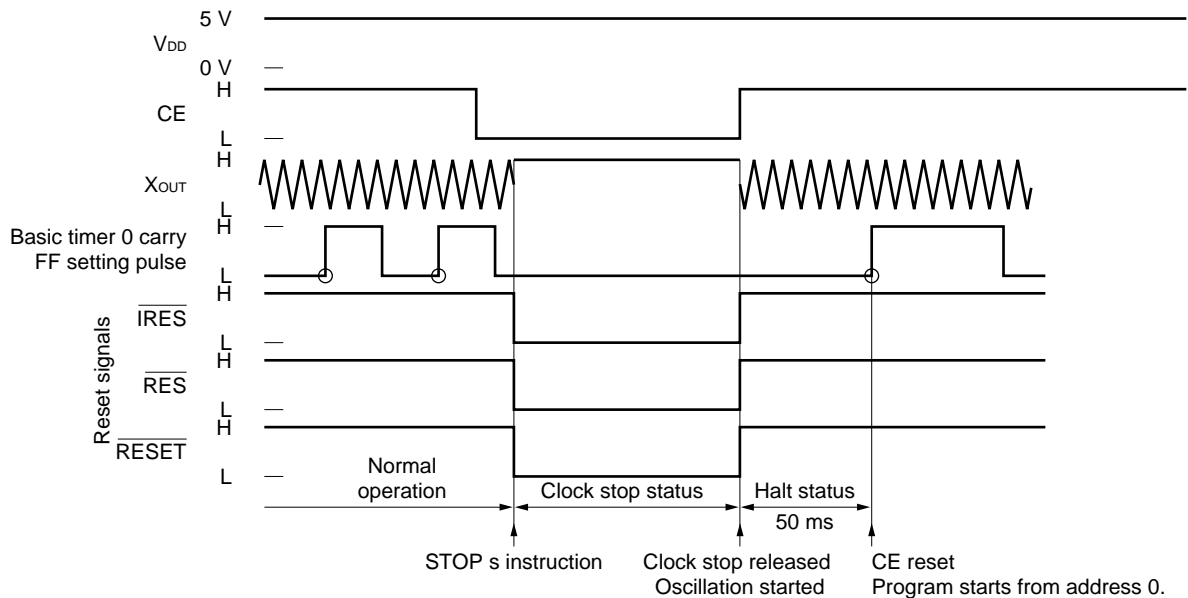 5 V
VDD
0 V
H
CE
L
H
XOUT
L
H
Basic timer 0 carry
FF setting pulse
L
H
IRES
L
H
RES
L
H
RESET
L
Reset signals
Normal
operation
Clock stop status
Halt status
50 ms
STOP s instruction
Clock stop released
Oscillation started
CE reset
Program starts from address 0.